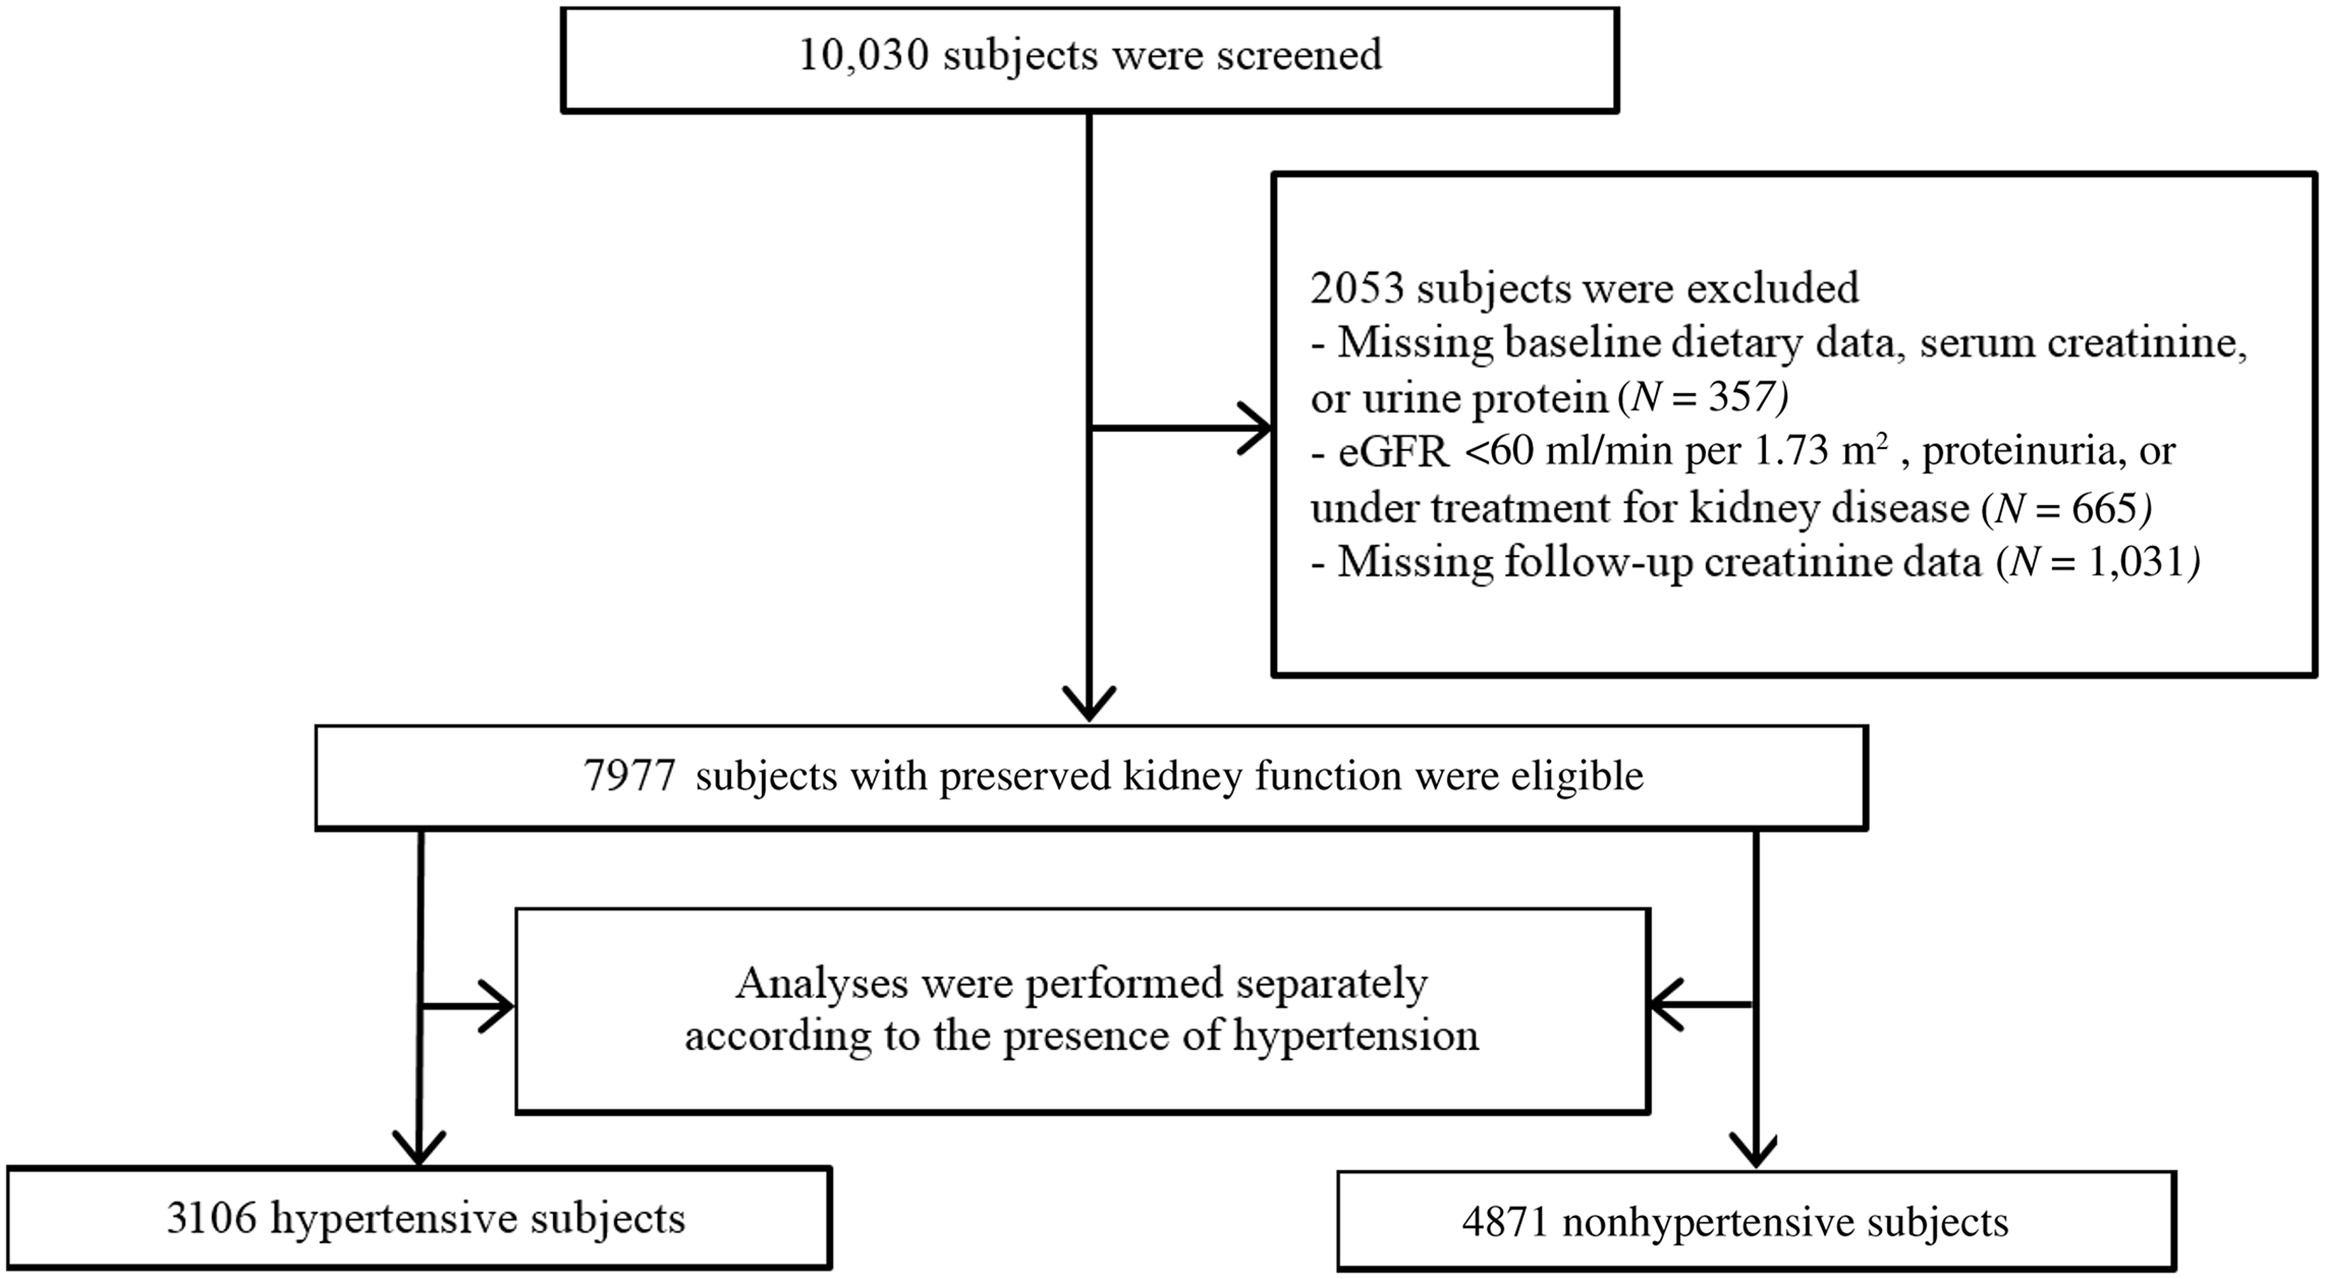 10,030 subjects were screened
2053 subjects were excluded
- Missing baseline dietary data, serum creatinine,
or urine protein (N = 357)
- eGFR <60 ml/min per 1.73 m² , proteinuria, or
under treatment for kidney disease (N = 665)
- Missing follow-up creatinine data (N = 1,031)
7977 subjects with preserved kidney function were eligible
Analyses were performed separately
according to the presence of hypertension
3106 hypertensive subjects
4871 nonhypertensive subjects